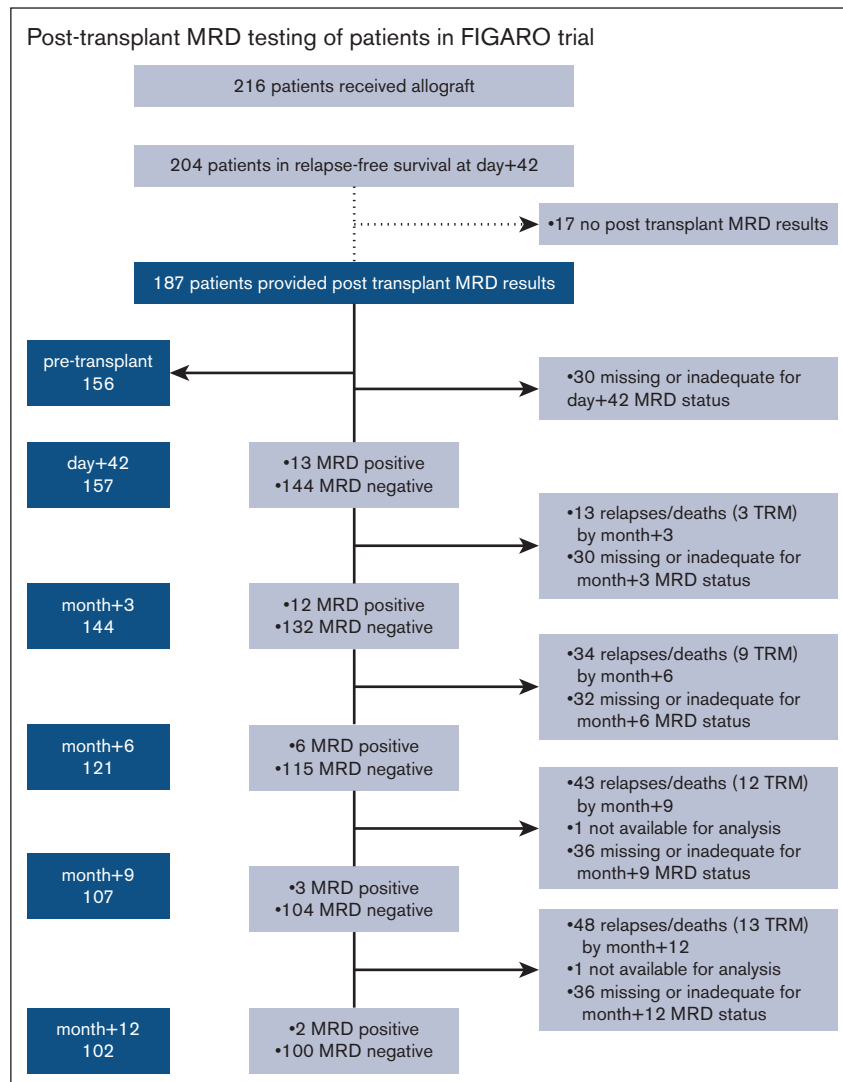 Post-transplant MRD testing of patients in FIGARO trial
216 patients received allograft
204 patients in relapse-free survival at day+42
•17 no post transplant MRD results
187 patients provided post transplant MRD results
pre-transplant
156
•30 missing or inadequate for
day+42 MRD status
day+42
157
•13 MRD positive
•144 MRD negative
•13 relapses/deaths (3 TRM)
by month+3
•30 missing or inadequate for
month+3 MRD status
month+3
144
•12 MRD positive
•132 MRD negative
•34 relapses/deaths (9 TRM)
by month+6
•32 missing or inadequate for
month+6 MRD status
month+6
121
•6 MRD positive
•115 MRD negative
•43 relapses/deaths (12 TRM)
by month+9
•1 not available for analysis
•36 missing or inadequate for
month+9 MRD status
month+9
107
•3 MRD positive
•104 MRD negative
•48 relapses/deaths (13 TRM)
by month+12
•1 not available for analysis
•36 missing or inadequate for
month+12 MRD status
month+12
102
•2 MRD positive
•100 MRD negative